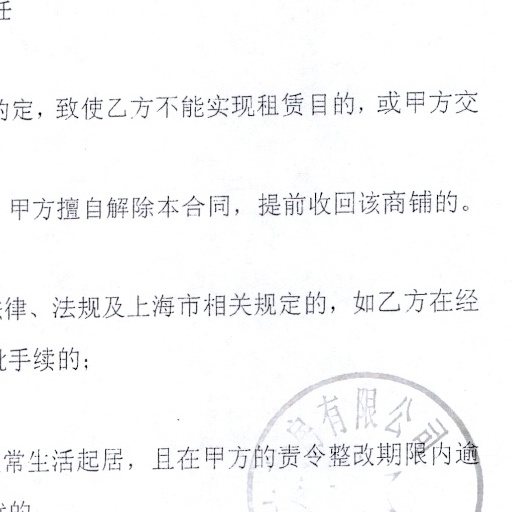 任
约定，致使乙方不能实现租赁目的，或甲方交
甲方擅自解除本合同，提前收回该商铺的。
法律、法规及上海市相关规定的，如乙方在经
批手续的；
有限公司
常生活起居，且在甲方的责令整改期限内逾